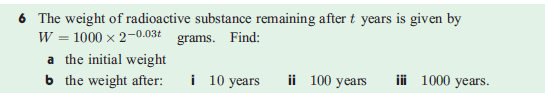 6 The weight of radioactive substance remaining after t years is given by
W = 1000 × 2^{-0.03t} grams. Find:
a the initial weight
b the weight after: i 10 years ii 100 years iii 1000 years.